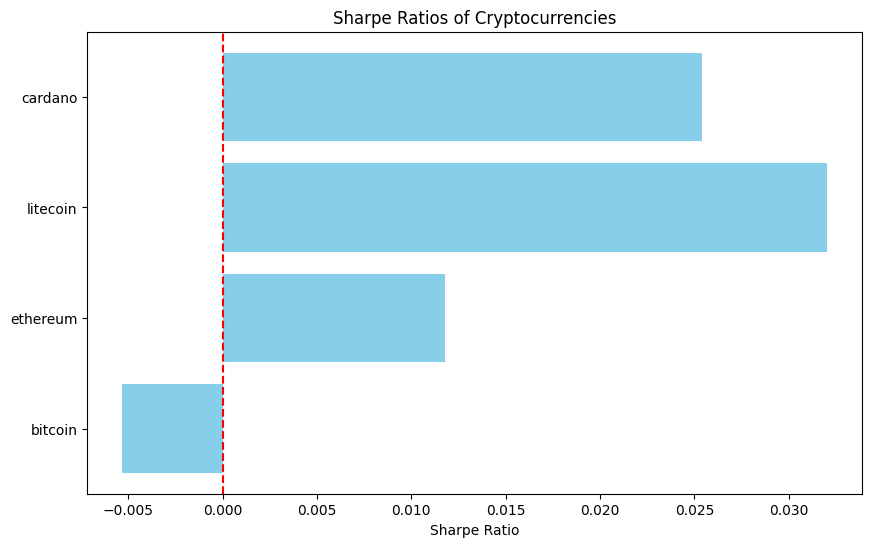 Sharpe Ratios of Cryptocurrencies
cardano
litecoin
ethereum
bitcoin
−0.005 0.000 0.005 0.010 0.015 0.020 0.025 0.030
Sharpe Ratio